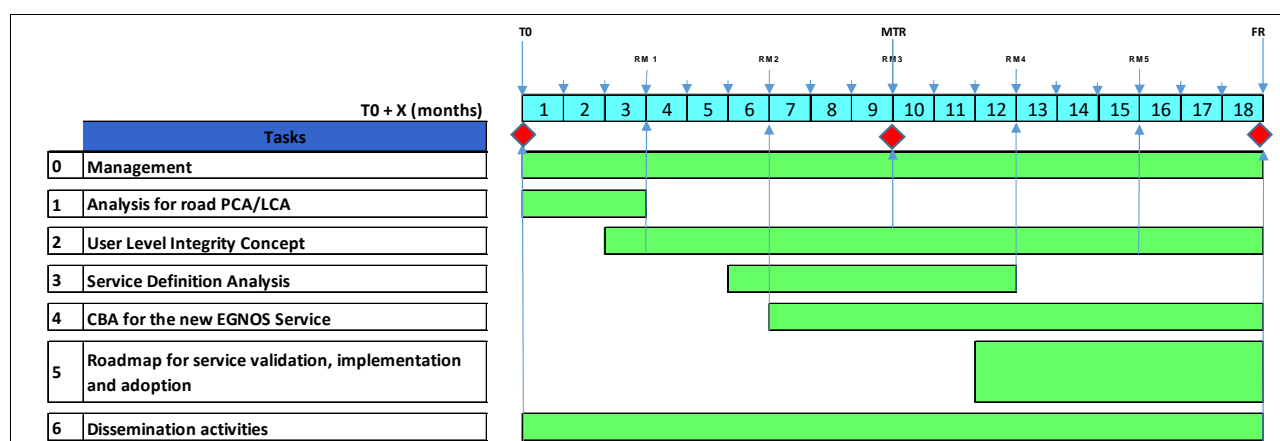 T0 MTR FR
RM 1 RM2 RM3 RM4 RM5
T0 + X (months) 1 2 3 4 5 6 7 8 9 10 11 12 13 14 15 16 17 18
Tasks
0 Management
1 Analysis for road PCA/LCA
2 User Level Integrity Concept
3 Service Definition Analysis
4 CBA for the new EGNOS Service
5 Roadmap for service validation, implementation
and adoption
6 Dissemination activities